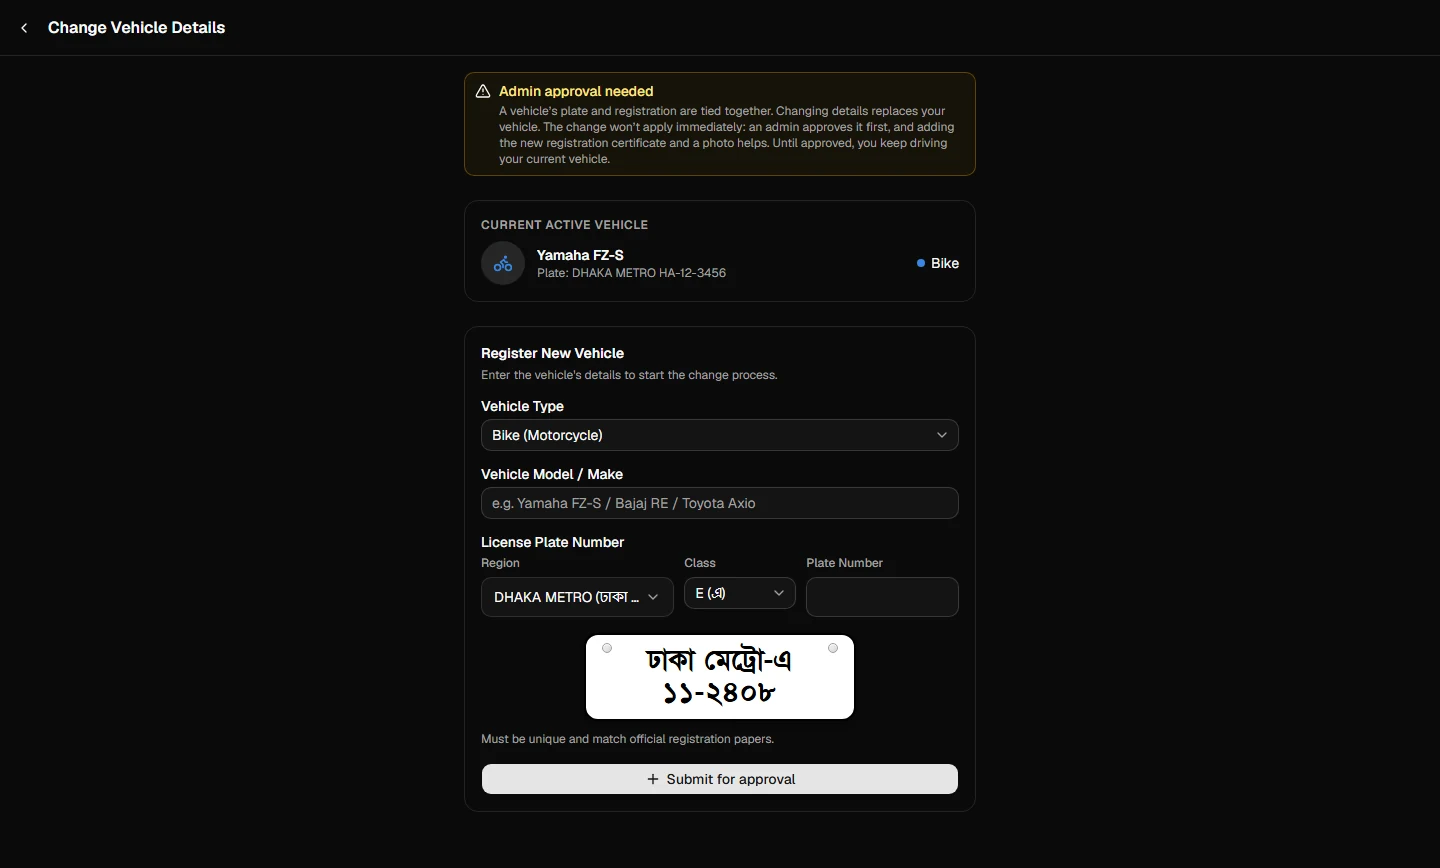 Change Vehicle Details
Admin approval needed
A vehicle's plate and registration are tied together. Changing details replaces your
vehicle. The change won't apply immediately: an admin approves it first, and adding
the new registration certificate and a photo helps. Until approved, you keep driving
your current vehicle.
CURRENT ACTIVE VEHICLE
Yamaha FZ-S
Plate: DHAKA METRO HA-12-3456
Bike
Register New Vehicle
Enter the vehicle's details to start the change process.
Vehicle Type
Bike (Motorcycle)
Vehicle Model / Make
e.g. Yamaha FZ-S / Bajaj RE / Toyota Axio
License Plate Number
Region Class Plate Number
DHAKA METRO (ঢাকা ... E (এ)
ঢাকা মেট্রো-এ
১১-২৪০৮
Must be unique and match official registration papers.
Submit for approval